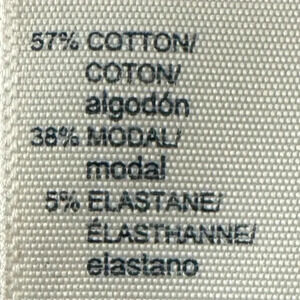 57% COTTON/
COTON/
algodón
38% MODAL/
modal
5% ELASTANE/
ÉLASTHANNE/
elastano